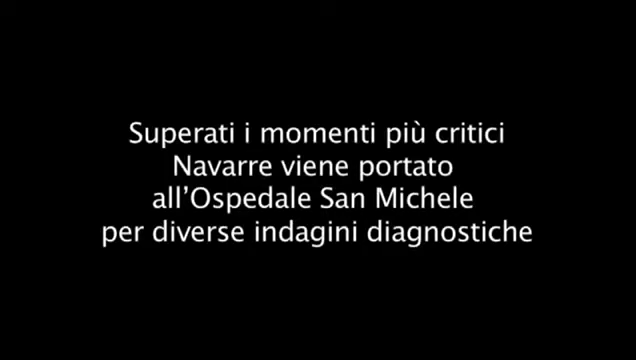 Superati i momenti più critici
Navarre viene portato
all’Ospedale San Michele
per diverse indagini diagnostiche